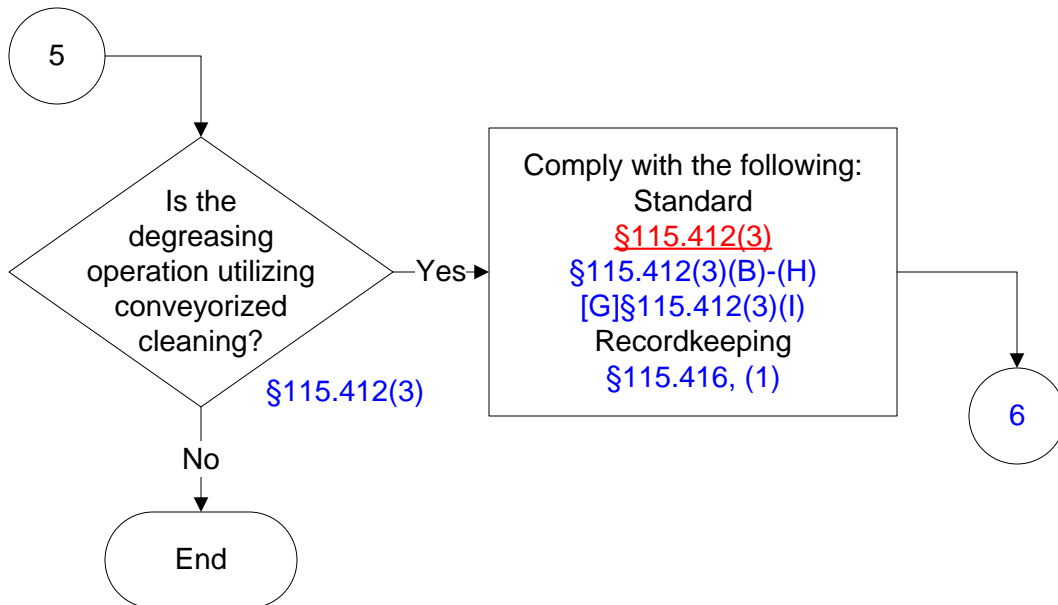 5
Is the
degreasing
operation utilizing
conveyorized
cleaning?
§115.412(3)
Yes
Comply with the following:
Standard
§115.412(3)
§115.412(3)(B)-(H)
[G]§115.412(3)(I)
Recordkeeping
§115.416, (1)
6
No
End